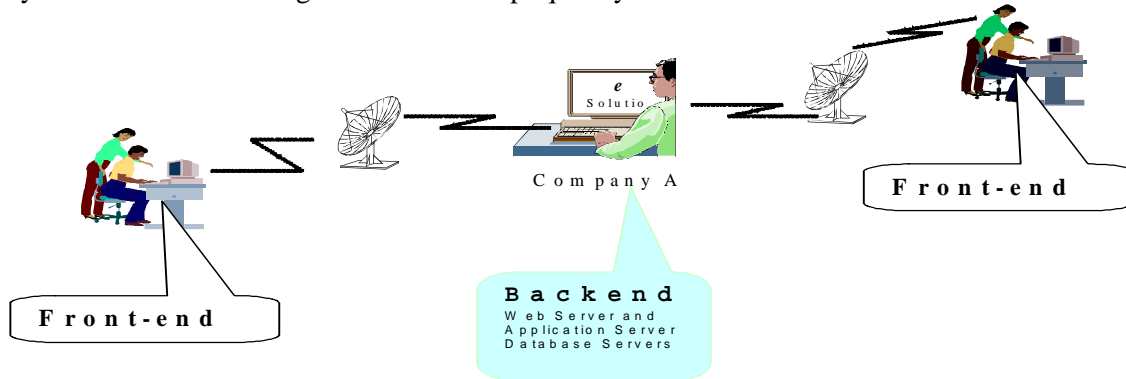 e
Solutio
Company A
Front-end
Front-end
Backend
Web Server and
Application Server
Database Servers